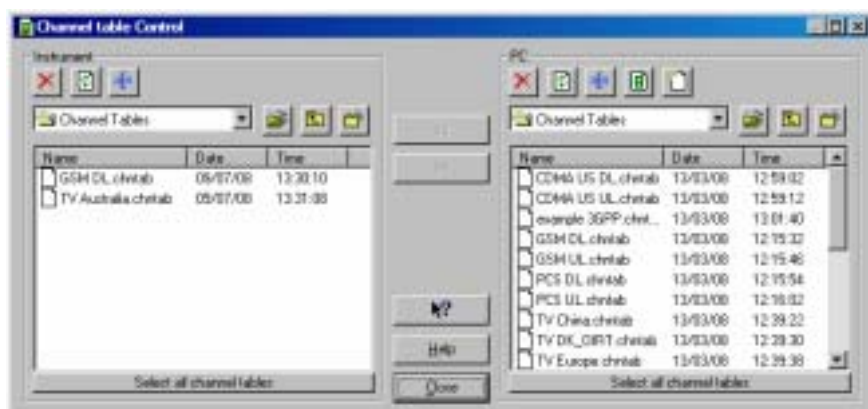 Channel table Control
Instrument
Channel Tables
Name Date Time
GSM DL.chntab 09/07/08 13:30:10
TV Australia.chntab 09/07/08 13:31:08
Select all channel tables
?
Help
Close
PC
Channel Tables
Name Date Time
CDMA US DL.chntab 13/03/08 12:59:02
CDMA US UL.chntab 13/03/08 12:59:12
example 3GPP.chnt... 13/03/08 13:01:40
GSM DL.chntab 13/03/08 12:15:32
GSM UL.chntab 13/03/08 12:15:46
PCS DL.chntab 13/03/08 12:15:54
PCS UL.chntab 13/03/08 12:16:02
TV China.chntab 13/03/08 12:39:22
TV DK_OIRT.chntab 13/03/08 12:39:30
TV Europe.chntab 13/03/08 12:39:38
Select all channel tables